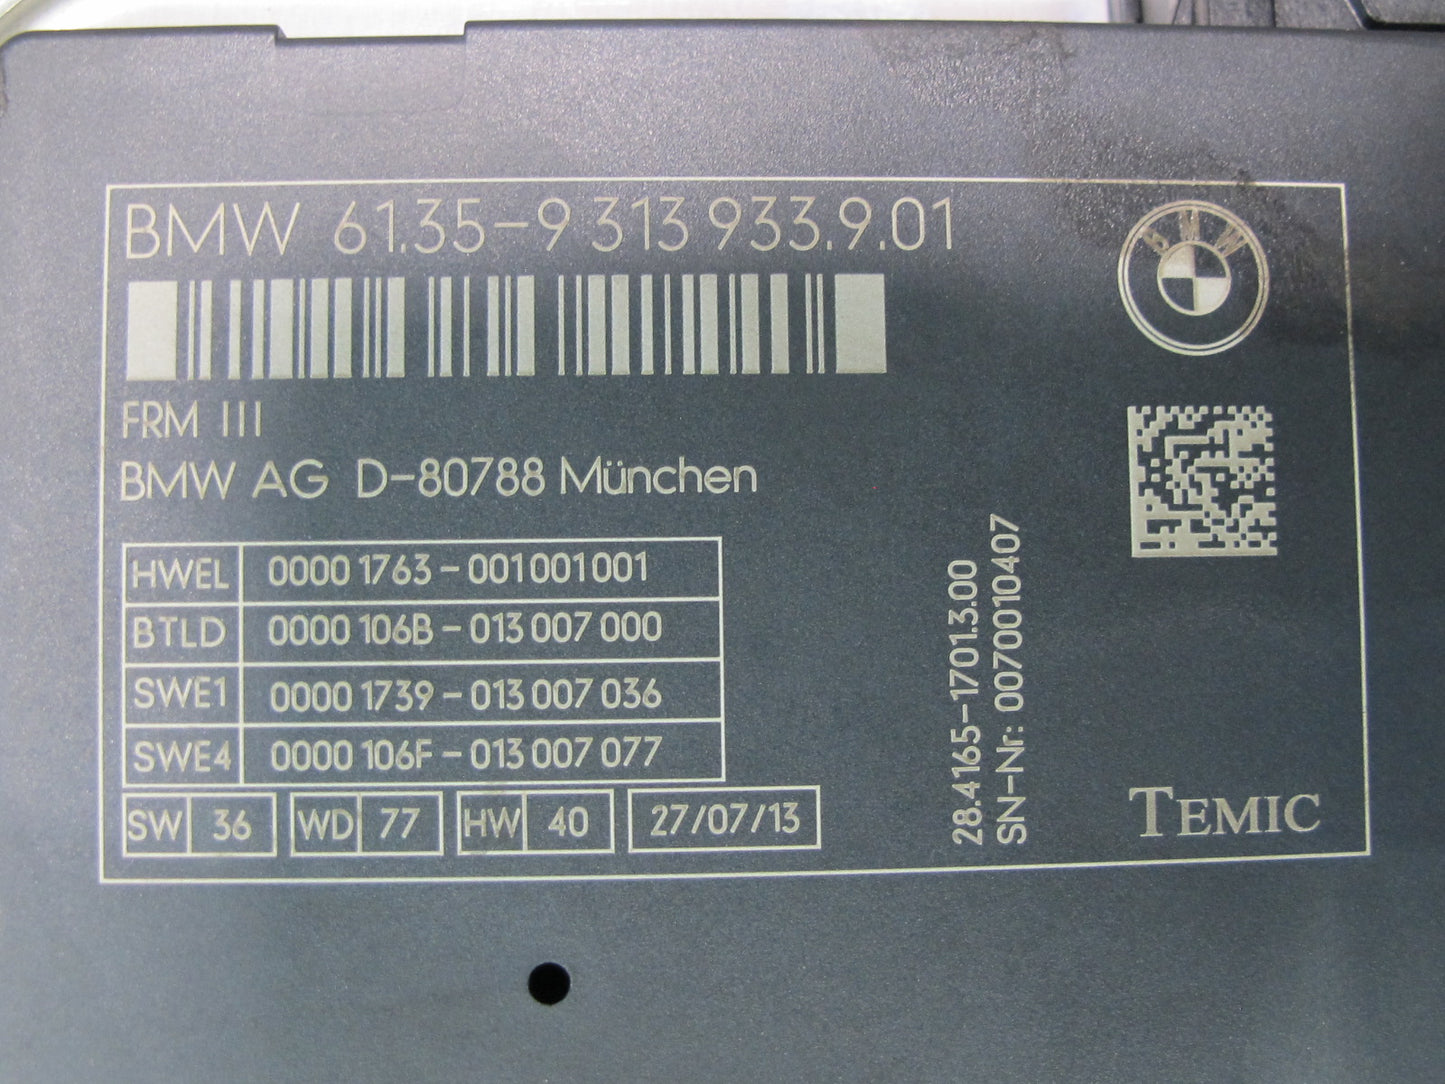 BMW 61.35-9 313 933.9.01
BMW
FRM III
BMW AG D-80788 München
HWEL 0000 1763-001 001 001
BTLD 0000 106B-013 007 000
SWE1 0000 1739-013 007 036
SWE4 0000 106F-013 007 077
SW 36 WD 77 HW 40 27/07/13
28.4165-1701.3.00
SN-Nr: 0070010407
TEMIC